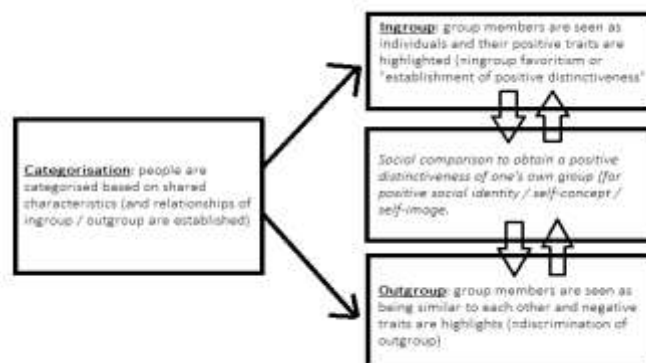 Categorisation: people are
categorised based on shared
characteristics (and relationships of
ingroup / outgroup are established)
Ingroup: group members are seen as
individuals and their positive traits are
highlighted (=ingroup favoritism or
"establishment of positive distinctiveness"
Social comparison to obtain a positive
distinctiveness of one's own group (for
positive social identity / self-concept /
self-image.
Outgroup: group members are seen as
being similar to each other and negative
traits are highlights (=discrimination of
outgroup)